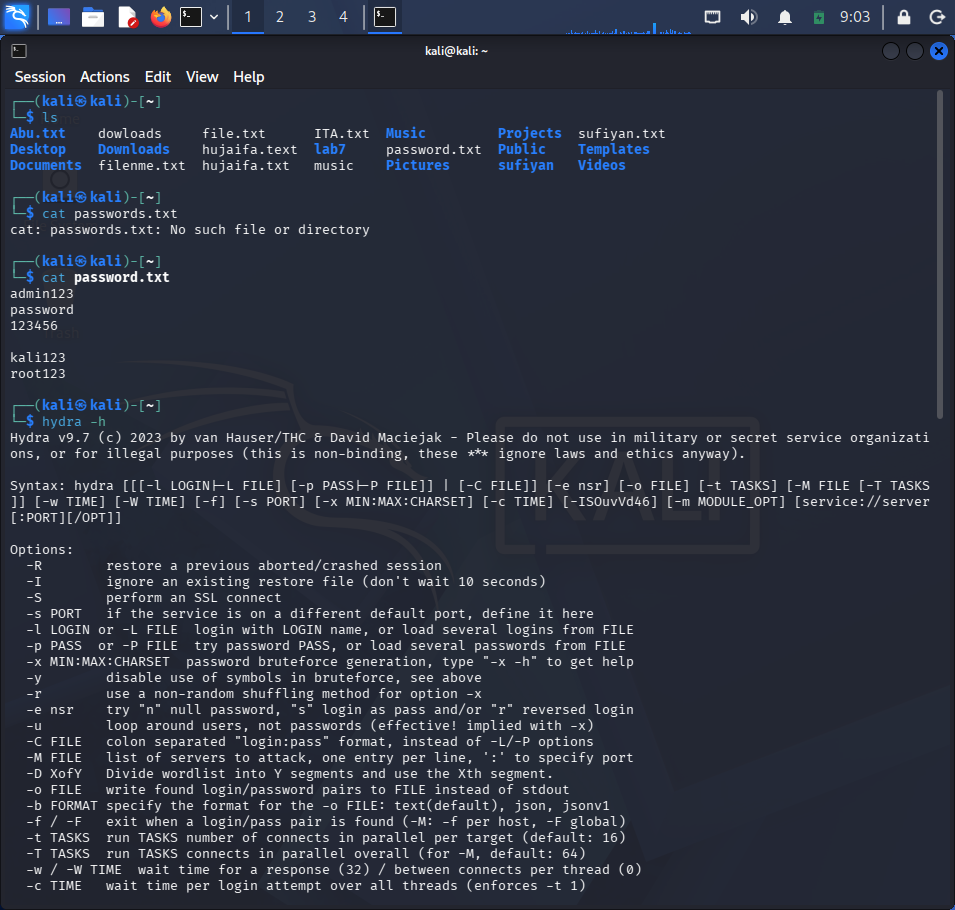 1 2 3 4 9:03
kali@kali: ~
Session Actions Edit View Help
┌──(kali㉿kali)-[~]
└─$ ls
Abu.txt dowloads file.txt ITA.txt Music Projects sufiyan.txt
Desktop Downloads hujaifa.text lab7 password.txt Public Templates
Documents filenme.txt hujaifa.txt music Pictures sufiyan Videos
┌──(kali㉿kali)-[~]
└─$ cat passwords.txt
cat: passwords.txt: No such file or directory
┌──(kali㉿kali)-[~]
└─$ cat password.txt
admin123
password
123456
kali123
root123
┌──(kali㉿kali)-[~]
└─$ hydra -h
Hydra v9.7 (c) 2023 by van Hauser/THC & David Maciejak - Please do not use in military or secret service organizati
ons, or for illegal purposes (this is non-binding, these *** ignore laws and ethics anyway).
Syntax: hydra [[[-l LOGIN|-L FILE] [-p PASS|-P FILE]] | [-C FILE]] [-e nsr] [-o FILE] [-t TASKS] [-M FILE [-T TASKS
]] [-w TIME] [-W TIME] [-f] [-s PORT] [-x MIN:MAX:CHARSET] [-c TIME] [-ISOuvVd46] [-m MODULE_OPT] [service://server
[:PORT][/OPT]]
KALI
Options:
-R restore a previous aborted/crashed session
-I ignore an existing restore file (don't wait 10 seconds)
-S perform an SSL connect
-s PORT if the service is on a different default port, define it here
-l LOGIN or -L FILE login with LOGIN name, or load several logins from FILE
-p PASS or -P FILE try password PASS, or load several passwords from FILE
-x MIN:MAX:CHARSET password bruteforce generation, type "-x -h" to get help
-y disable use of symbols in bruteforce, see above
-r use a non-random shuffling method for option -x
-e nsr try "n" null password, "s" login as pass and/or "r" reversed login
-u loop around users, not passwords (effective! implied with -x)
-C FILE colon separated "login:pass" format, instead of -L/-P options
-M FILE list of servers to attack, one entry per line, ':' to specify port
-D XofY Divide wordlist into Y segments and use the Xth segment.
-o FILE write found login/password pairs to FILE instead of stdout
-b FORMAT specify the format for the -o FILE: text(default), json, jsonv1
-f / -F exit when a login/pass pair is found (-M: -f per host, -F global)
-t TASKS run TASKS number of connects in parallel per target (default: 16)
-T TASKS run TASKS connects in parallel overall (for -M, default: 64)
-w / -W TIME wait time for a response (32) / between connects per thread (0)
-c TIME wait time per login attempt over all threads (enforces -t 1)